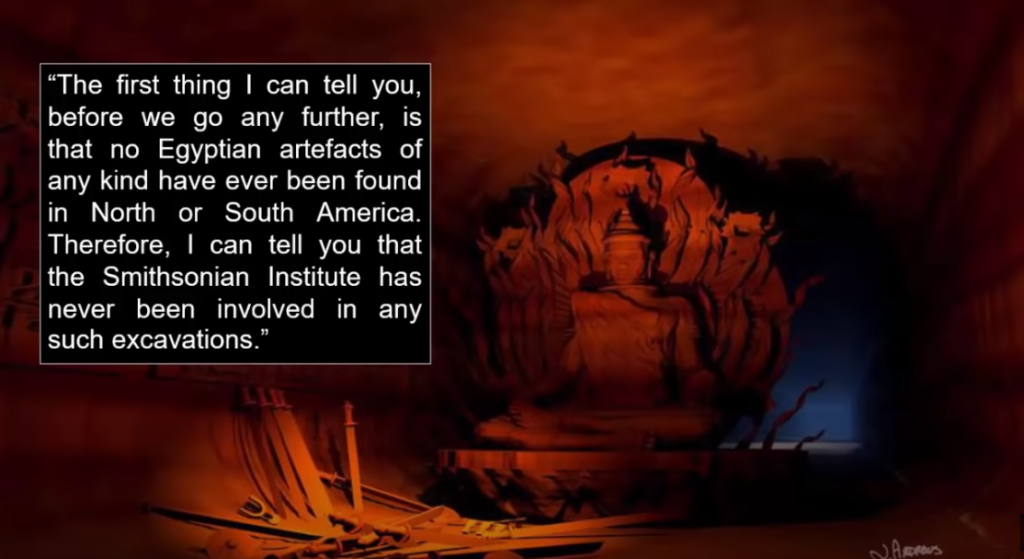 “The first thing I can tell you,
before we go any further, is
that no Egyptian artefacts of
any kind have ever been found
in North or South America.
Therefore, I can tell you that
the Smithsonian Institute has
never been involved in any
such excavations.”
J. Andrews